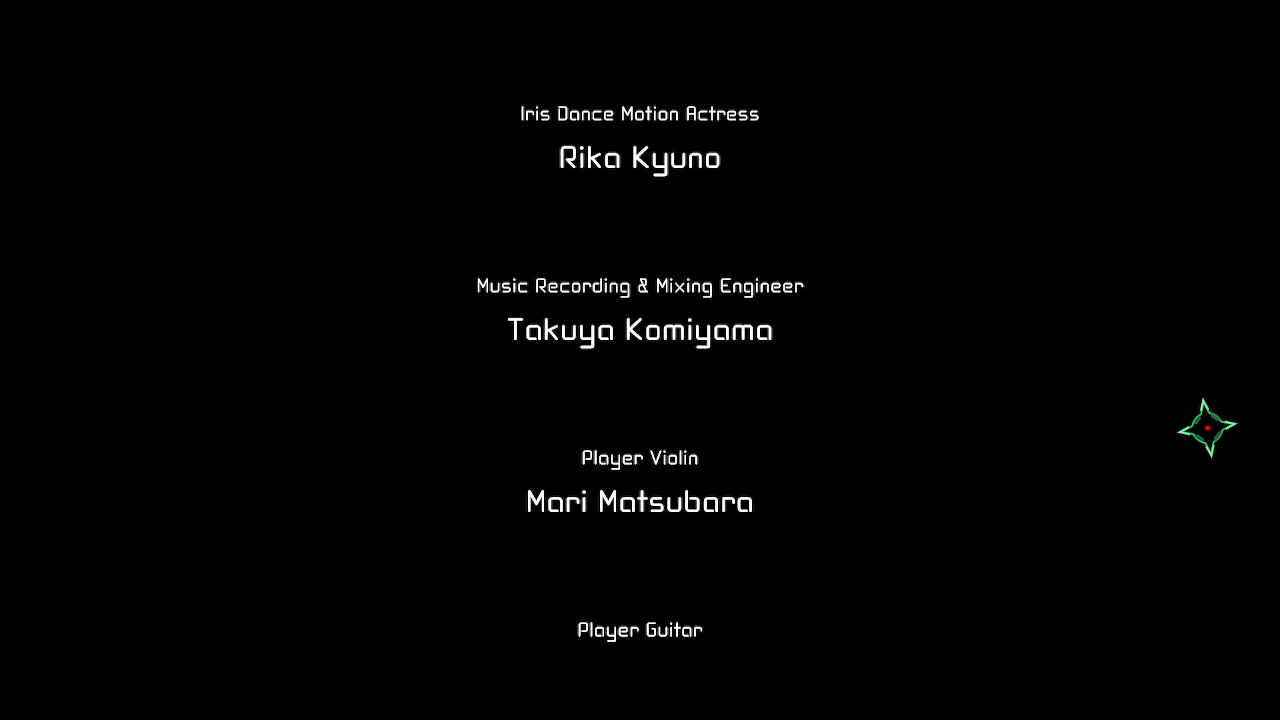 Iris Dance Motion Actress
Rika Kyuno
Music Recording & Mixing Engineer
Takuya Komiyama
Player Violin
Mari Matsubara
Player Guitar